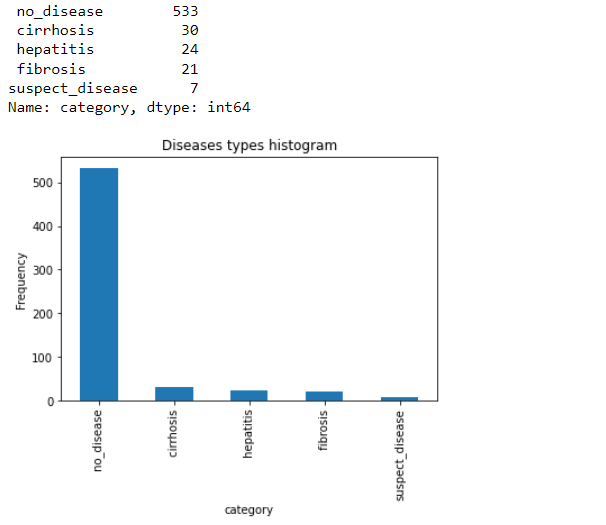 no_disease 533
cirrhosis 30
hepatitis 24
fibrosis 21
suspect_disease 7
Name: category, dtype: int64
Diseases types histogram
Frequency
500
400
300
200
100
0
no_disease
cirrhosis
hepatitis
fibrosis
suspect_disease
category